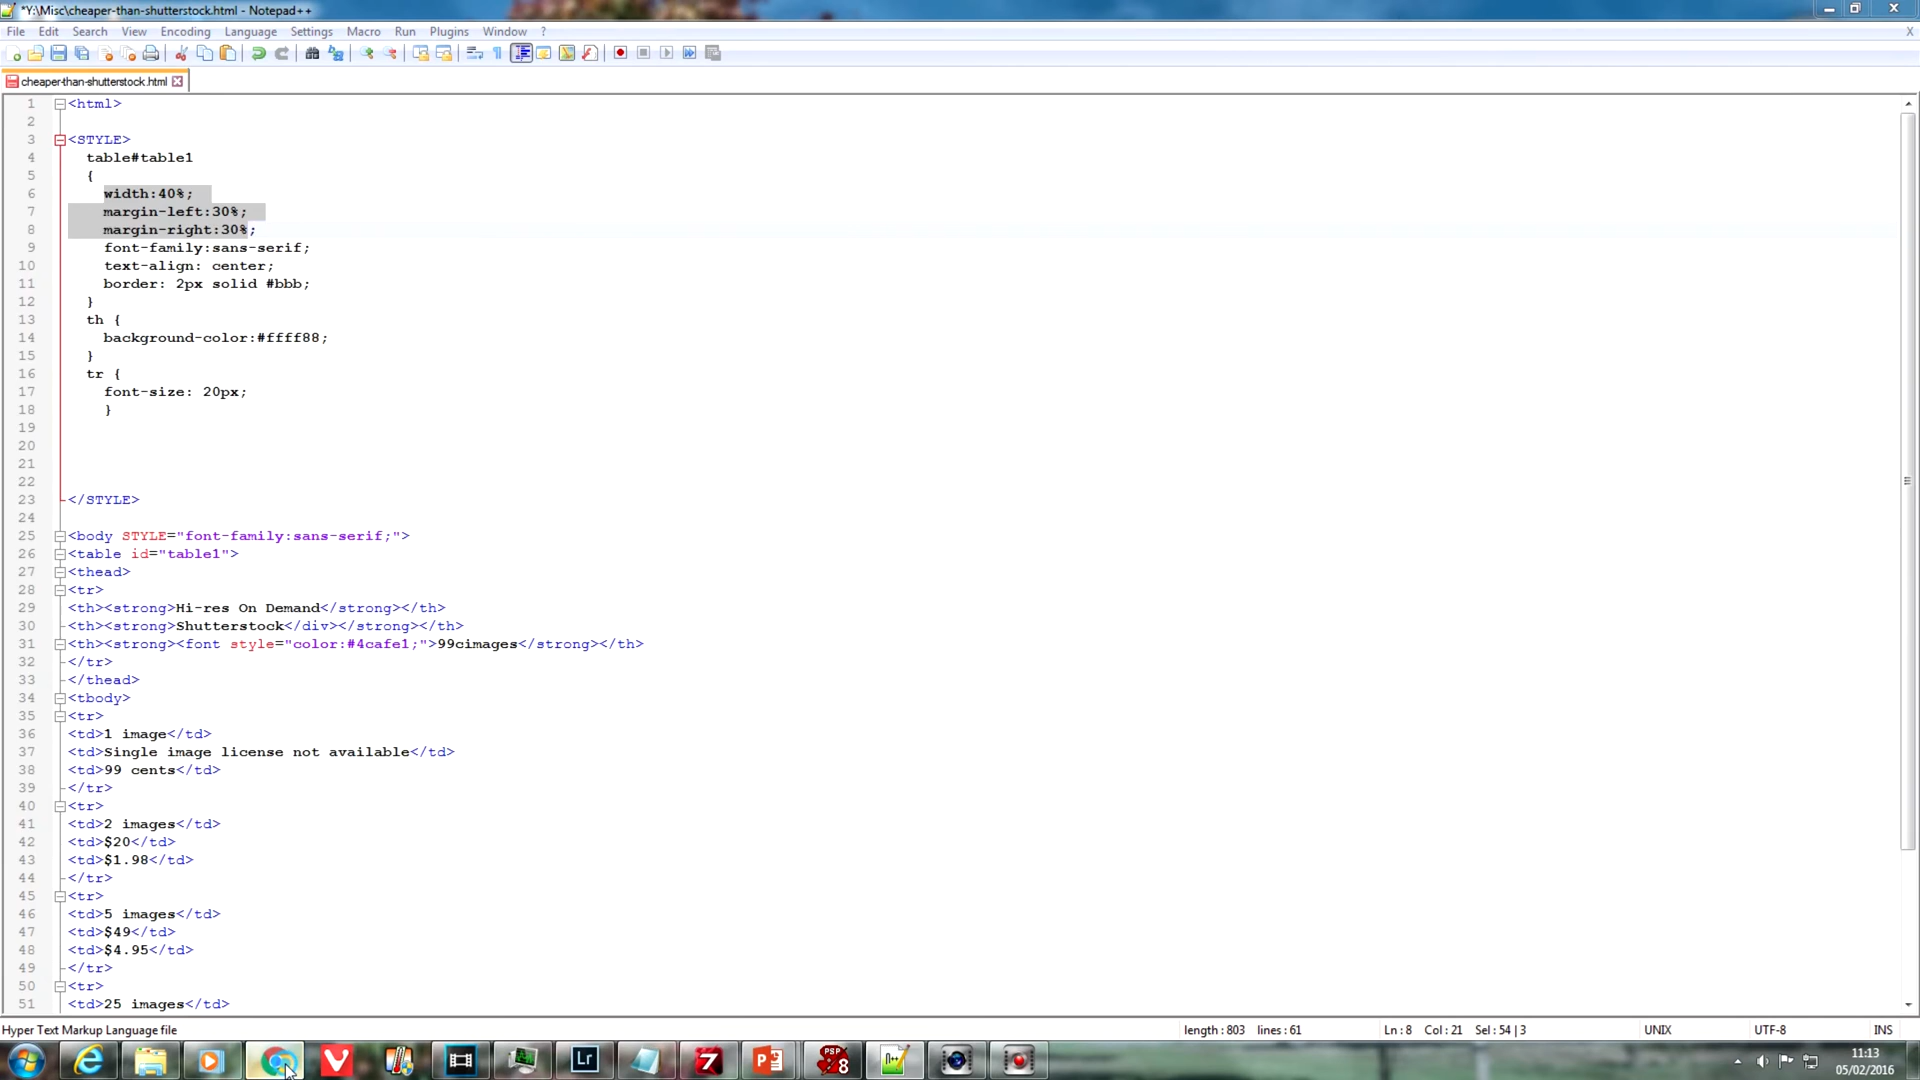 *Y:\Misc\cheaper-than-shutterstock.html - Notepad++
File Edit Search View Encoding Language Settings Macro Run Plugins Window ? X
cheaper-than-shutterstock.html
1 <html>
2
3 <STYLE>
4 table#table1
5 {
6 width:40%;
7 margin-left:30%;
8 margin-right:30%;
9 font-family:sans-serif;
10 text-align: center;
11 border: 2px solid #bbb;
12 }
13 th {
14 background-color:#ffff88;
15 }
16 tr {
17 font-size: 20px;
18 }
19
20
21
22
23 </STYLE>
24
25 <body STYLE="font-family:sans-serif;">
26 <table id="table1">
27 <thead>
28 <tr>
29 <th><strong>Hi-res On Demand</strong></th>
30 <th><strong>Shutterstock</div></strong></th>
31 <th><strong><font style="color:#4cafe1;">99cimages</strong></th>
32 </tr>
33 </thead>
34 <tbody>
35 <tr>
36 <td>1 image</td>
37 <td>Single image license not available</td>
38 <td>99 cents</td>
39 </tr>
40 <tr>
41 <td>2 images</td>
42 <td>$20</td>
43 <td>$1.98</td>
44 </tr>
45 <tr>
46 <td>5 images</td>
47 <td>$49</td>
48 <td>$4.95</td>
49 </tr>
50 <tr>
51 <td>25 images</td>
Hyper Text Markup Language file length : 803 lines : 61 Ln : 8 Col : 21 Sel : 54 | 3 UNIX UTF-8 INS
Lr 7 P PSP 8 n++ 11:13
05/02/2016